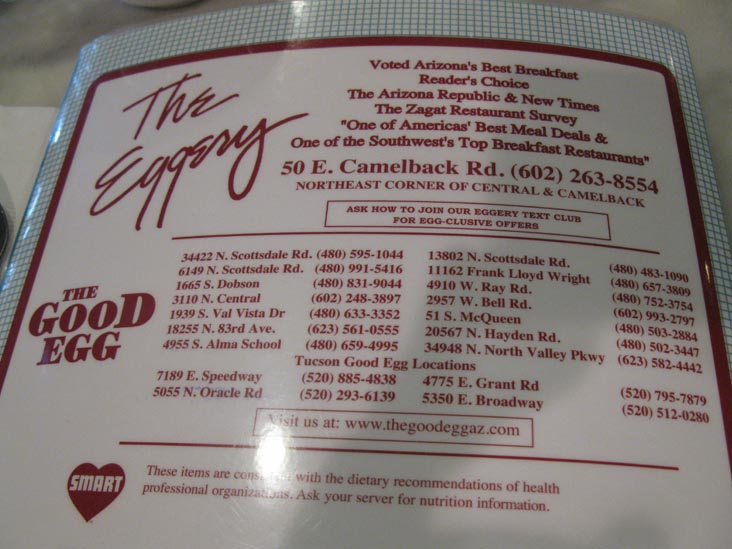 The
Eggery
Voted Arizona's Best Breakfast
Reader's Choice
The Arizona Republic & New Times
The Zagat Restaurant Survey
"One of Americas' Best Meal Deals &
One of the Southwest's Top Breakfast Restaurants"
50 E. Camelback Rd. (602) 263-8554
NORTHEAST CORNER OF CENTRAL & CAMELBACK
ASK HOW TO JOIN OUR EGGERY TEXT CLUB
FOR EGG-CLUSIVE OFFERS
THE
GOOD
EGG
34422 N. Scottsdale Rd. (480) 595-1044
6149 N. Scottsdale Rd. (480) 991-5416
1665 S. Dobson (480) 831-9044
3110 N. Central (602) 248-3897
1939 S. Val Vista Dr (480) 633-3352
18255 N. 83rd Ave. (623) 561-0555
4955 S. Alma School (480) 659-4995
13802 N. Scottsdale Rd. (480) 483-1090
11162 Frank Lloyd Wright (480) 657-3809
4910 W. Ray Rd. (480) 752-3754
2957 W. Bell Rd. (602) 993-2797
51 S. McQueen (480) 503-2884
20567 N. Hayden Rd. (480) 502-3447
34948 N. North Valley Pkwy (623) 582-4442
Tucson Good Egg Locations
7189 E. Speedway (520) 885-4838
5055 N. Oracle Rd (520) 293-6139
4775 E. Grant Rd (520) 795-7879
5350 E. Broadway (520) 512-0280
Visit us at: www.thegoodeggaz.com
SMART
These items are consistent with the dietary recommendations of health
professional organizations. Ask your server for nutrition information.